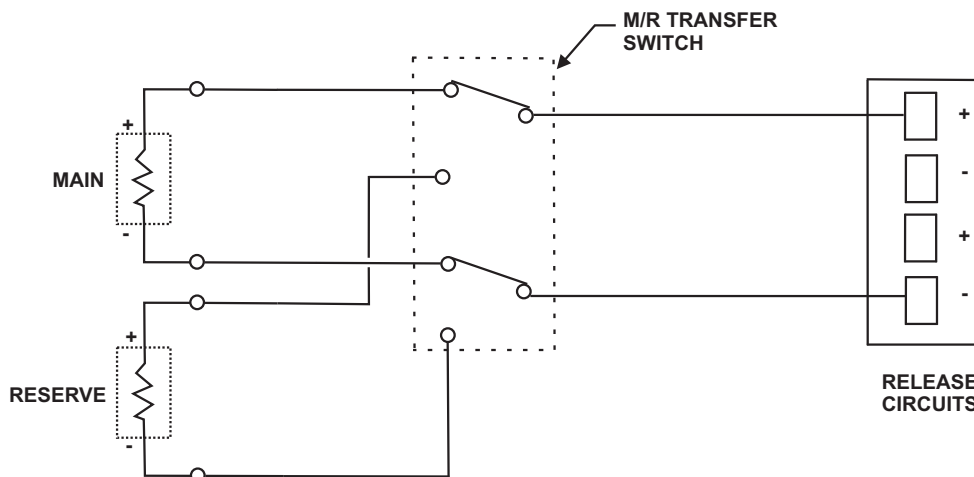 M/R TRANSFER
SWITCH
+
+
MAIN
-
-
+
+
-
RESERVE
-
RELEASE
CIRCUITS